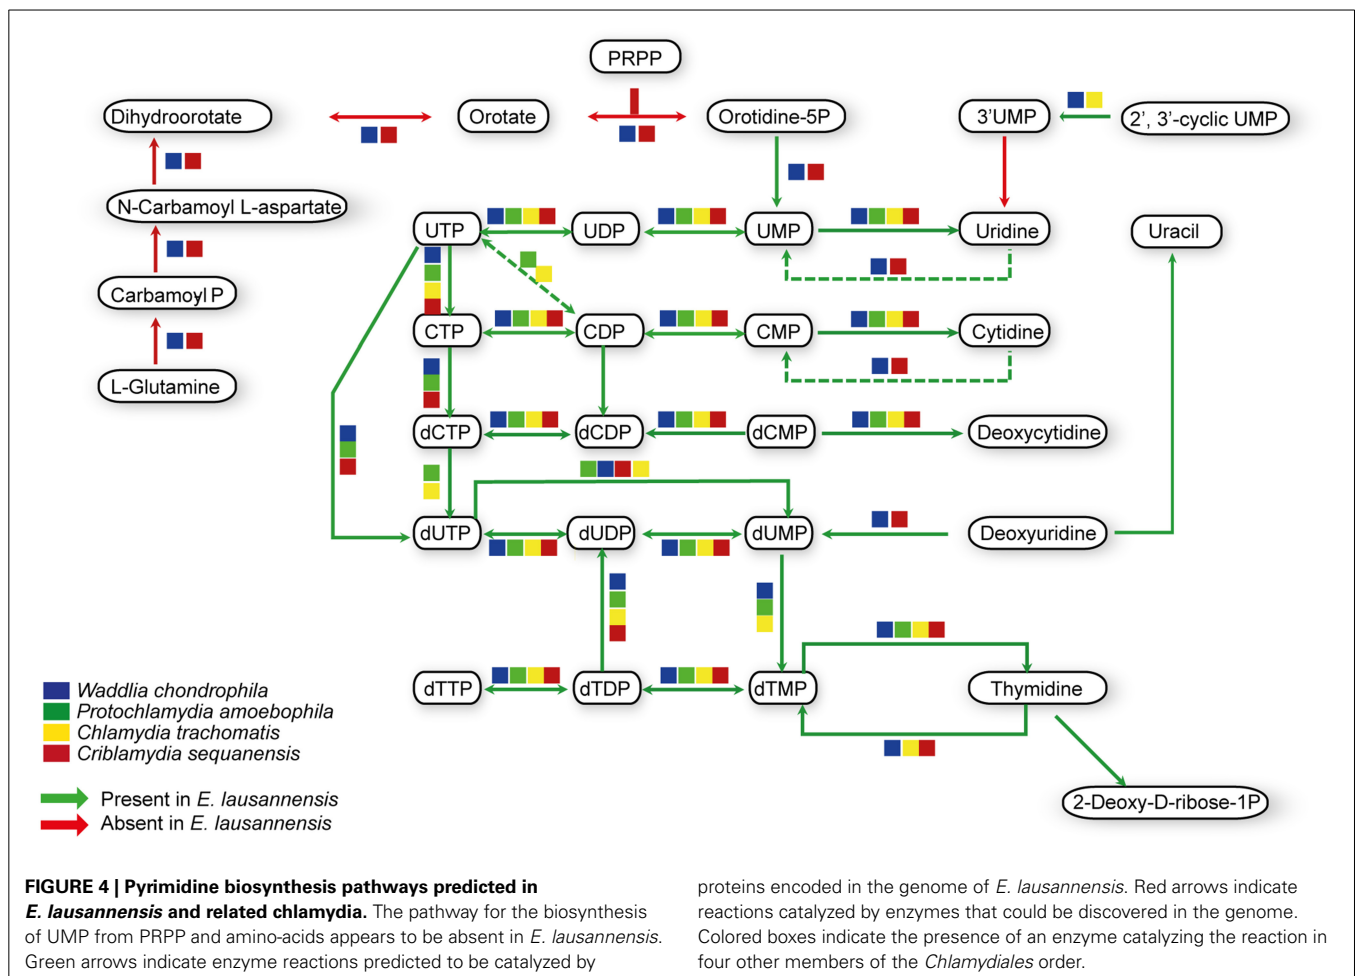 PRPP
Dihydroorotate
Orotate
Orotidine-5P
3'UMP
2', 3'-cyclic UMP
N-Carbamoyl L-aspartate
UTP
UDP
UMP
Uridine
Uracil
Carbamoyl P
CTP
CDP
CMP
Cytidine
L-Glutamine
dCTP
dCDP
dCMP
Deoxycytidine
dUTP
dUDP
dUMP
Deoxyuridine
dTTP
dTDP
dTMP
Thymidine
2-Deoxy-D-ribose-1P
Waddlia chondrophila
Protochlamydia amoebophila
Chlamydia trachomatis
Criblamydia sequanensis
Present in E. lausannensis
Absent in E. lausannensis
FIGURE 4 | Pyrimidine biosynthesis pathways predicted in
E. lausannensis and related chlamydia. The pathway for the biosynthesis
of UMP from PRPP and amino-acids appears to be absent in E. lausannensis.
Green arrows indicate enzyme reactions predicted to be catalyzed by
proteins encoded in the genome of E. lausannensis. Red arrows indicate
reactions catalyzed by enzymes that could be discovered in the genome.
Colored boxes indicate the presence of an enzyme catalyzing the reaction in
four other members of the Chlamydiales order.